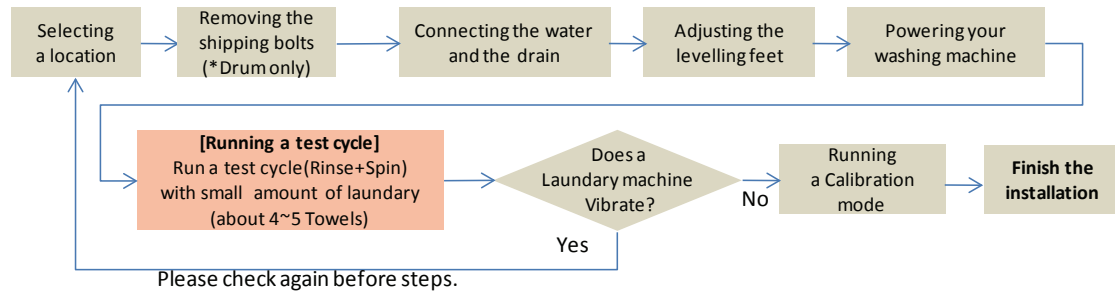 Selecting
a location
Removing the
shipping bolts
(*Drum only)
Connecting the water
and the drain
Adjusting the
levelling feet
Powering your
washing machine
[Running a test cycle]
Run a test cycle(Rinse+Spin)
with small amount of laundary
(about 4~5 Towels)
Does a
Laundary machine
Vibrate?
No
Running
a Calibration
mode
Finish the
installation
Yes
Please check again before steps.